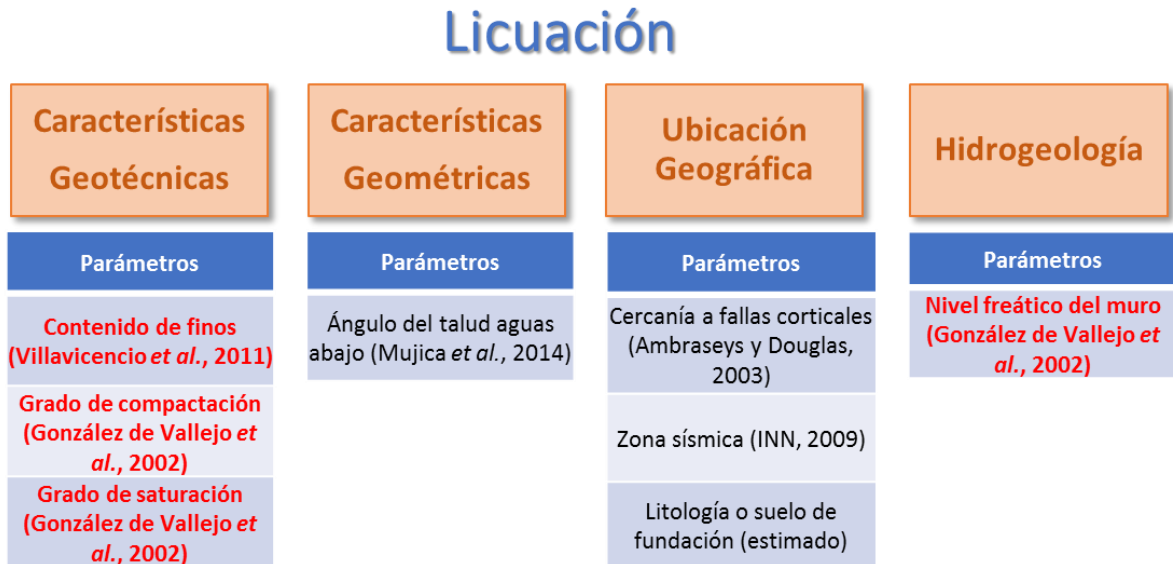 Licuación
Características
Geotécnicas
Parámetros
Contenido de finos
(Villavicencio et al., 2011)
Grado de compactación
(González de Vallejo et
al., 2002)
Grado de saturación
(González de Vallejo et
al., 2002)
Características
Geométricas
Parámetros
Ángulo del talud aguas
abajo (Mujica et al., 2014)
Ubicación
Geográfica
Parámetros
Cercanía a fallas corticales
(Ambraseys y Douglas,
2003)
Zona sísmica (INN, 2009)
Litología o suelo de
fundación (estimado)
Hidrogeología
Parámetros
Nivel freático del muro
(González de Vallejo et
al., 2002)